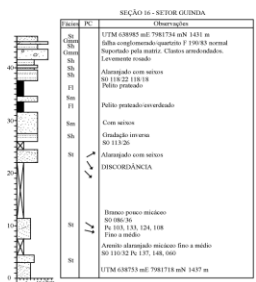 SEÇÃO 16 - SETOR GUINDA
Fácies PC Observações
St UTM 638985 mE 7981734 mN 1431 m
Gmm falha conglomerado/quartzito F 199/83 normal
Sh
Gmm Suportado pela matriz. Clastos arredondados.
Sh Levemente rosado
Sh
Sh Alaranjado com seixos
Sh S0 118/22 118/18
Fl Pelito prateado
Sm
Fl Pelito prateado/esverdeado
Sm Com seixos
Sh Gradação inversa
S0 113/26
St Alaranjado com seixos
DISCORDÂNCIA
Branco pouco micáceo
S0 086/36
St Pc 103, 133, 124, 108
Fino a médio
Arenito alaranjado micáceo fino a médio
S0 110/32 Pc 137, 148, 060
St
UTM 638753 mE 7981718 mN 1437 m
40
30
20
10
0